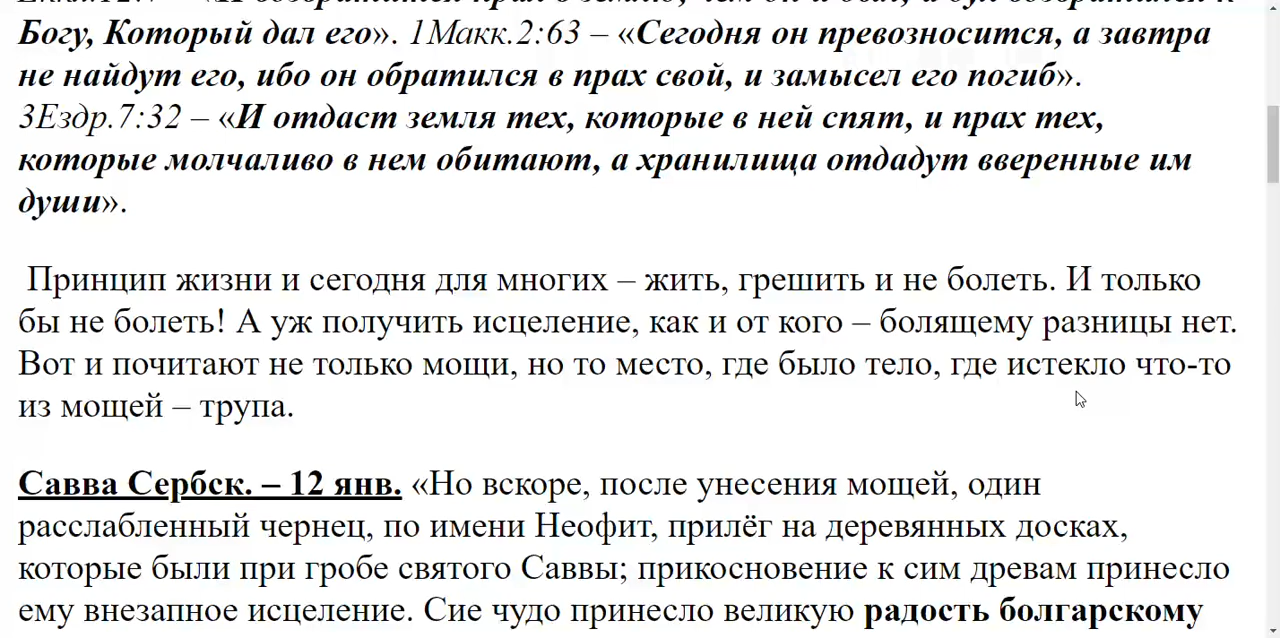 Богу, Который дал его». 1Макк.2:63 – «Сегодня он превозносится, а завтра
не найдут его, ибо он обратился в прах свой, и замысел его погиб».
3Ездр.7:32 – «И отдаст земля тех, которые в ней спят, и прах тех,
которые молчаливо в нем обитают, а хранилища отдадут вверенные им
души».
Принцип жизни и сегодня для многих – жить, грешить и не болеть. И только
бы не болеть! А уж получить исцеление, как и от кого – болящему разницы нет.
Вот и почитают не только мощи, но то место, где было тело, где истекло что-то
из мощей – трупа.
Савва Сербск. – 12 янв. «Но вскоре, после унесения мощей, один
расслабленный чернец, по имени Неофит, прилёг на деревянных досках,
которые были при гробе святого Саввы; прикосновение к сим древам принесло
ему внезапное исцеление. Сие чудо принесло великую радость болгарскому